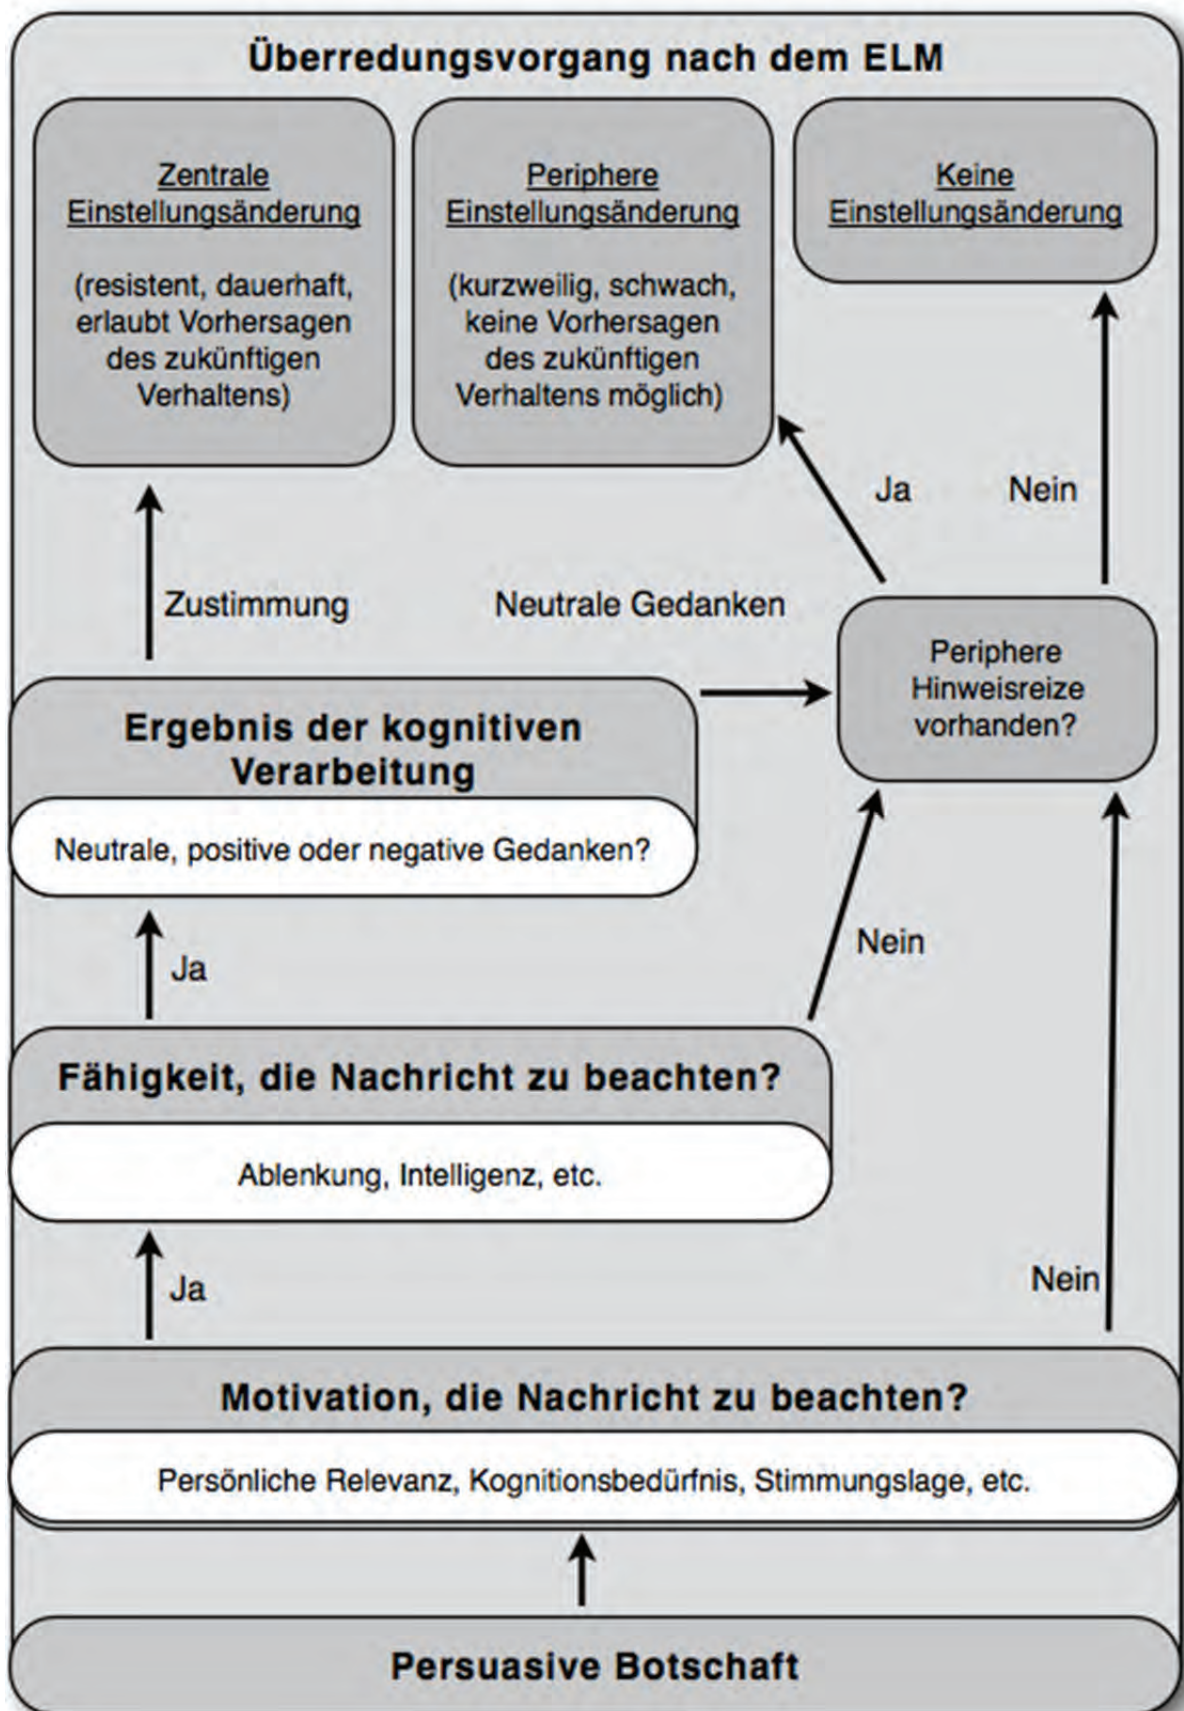 Überredungsvorgang nach dem ELM
Zentrale
Einstellungsänderung
(resistent, dauerhaft,
erlaubt Vorhersagen
des zukünftigen
Verhaltens)
Periphere
Einstellungsänderung
(kurzweilig, schwach,
keine Vorhersagen
des zukünftigen
Verhaltens möglich)
Keine
Einstellungsänderung
Ja
Nein
Zustimmung
Neutrale Gedanken
Periphere
Hinweisreize
vorhanden?
Ergebnis der kognitiven
Verarbeitung
Neutrale, positive oder negative Gedanken?
Nein
Ja
Fähigkeit, die Nachricht zu beachten?
Ablenkung, Intelligenz, etc.
Ja
Nein
Motivation, die Nachricht zu beachten?
Persönliche Relevanz, Kognitionsbedürfnis, Stimmungslage, etc.
Persuasive Botschaft